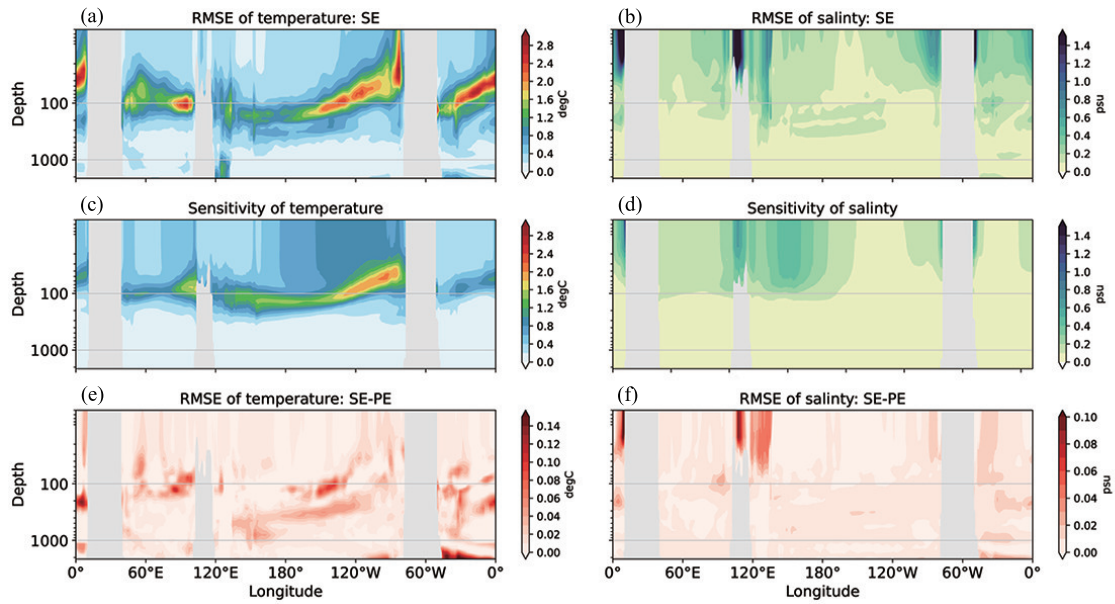 (a) RMSE of temperature: SE
Depth
100
1000
2.8
2.4
2.0
1.6
1.2
0.8
0.4
0.0
degC
(b) RMSE of salinity: SE
1.4
1.2
1.0
0.8
0.6
0.4
0.2
0.0
psu
(c) Sensitivity of temperature
Depth
100
1000
2.8
2.4
2.0
1.6
1.2
0.8
0.4
0.0
degC
(d) Sensitivity of salinity
1.4
1.2
1.0
0.8
0.6
0.4
0.2
0.0
psu
(e) RMSE of temperature: SE-PE
Depth
100
1000
0° 60°E 120°E 180° 120°W 60°W 0°
Longitude
0.14
0.12
0.10
0.08
0.06
0.04
0.02
0.00
degC
(f) RMSE of salinity: SE-PE
0° 60°E 120°E 180° 120°W 60°W 0°
Longitude
0.10
0.08
0.06
0.04
0.02
0.00
psu